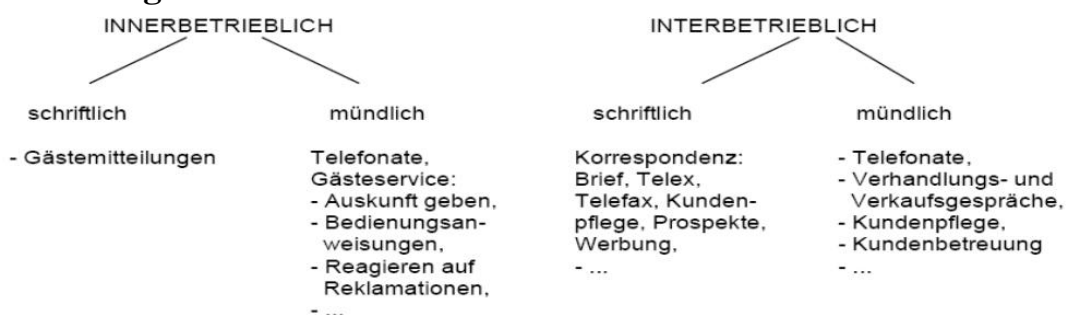 INNERBETRIEBLICH
schriftlich
- Gästemitteilungen
mündlich
Telefonate,
Gästeservice:
- Auskunft geben,
- Bedienungsan-
weisungen,
- Reagieren auf
Reklamationen,
- ...
INTERBETRIEBLICH
schriftlich
Korrespondenz:
Brief, Telex,
Telefax, Kunden-
pflege, Prospekte,
Werbung,
- ...
mündlich
- Telefonate,
- Verhandlungs- und
Verkaufsgespräche,
- Kundenpflege,
- Kundenbetreuung
- ...